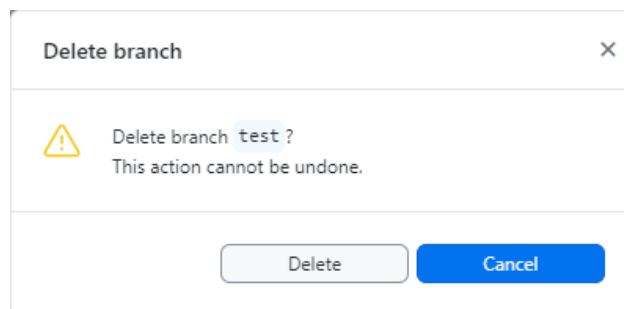 Delete branch
Delete branch test?
This action cannot be undone.
Delete Cancel